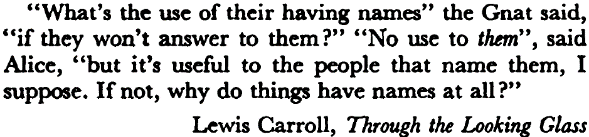 “What’s the use of their having names” the Gnat said,
“if they won’t answer to them?” “No use to them”, said
Alice, “but it’s useful to the people that name them, I
suppose. If not, why do things have names at all?”
Lewis Carroll, Through the Looking Glass